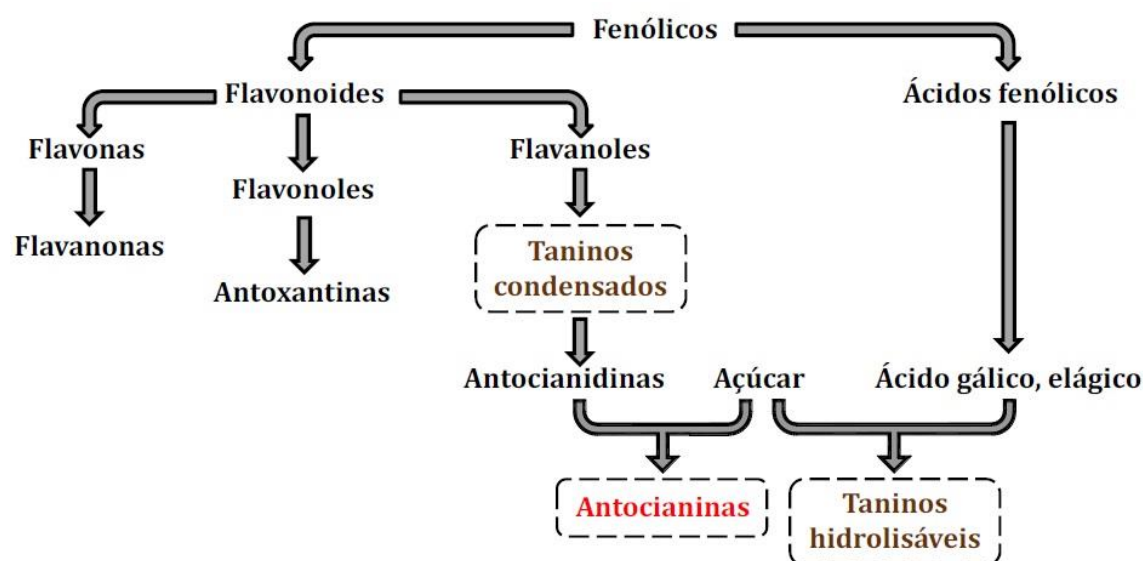 Fenólicos
Flavonoides
Ácidos fenólicos
Flavonas
Flavanoles
Flavonoles
Flavanonas
Taninos
condensados
Antoxantinas
Antocianidinas
Açúcar
Ácido gálico, elágico
Antocianinas
Taninos
hidrolisáveis